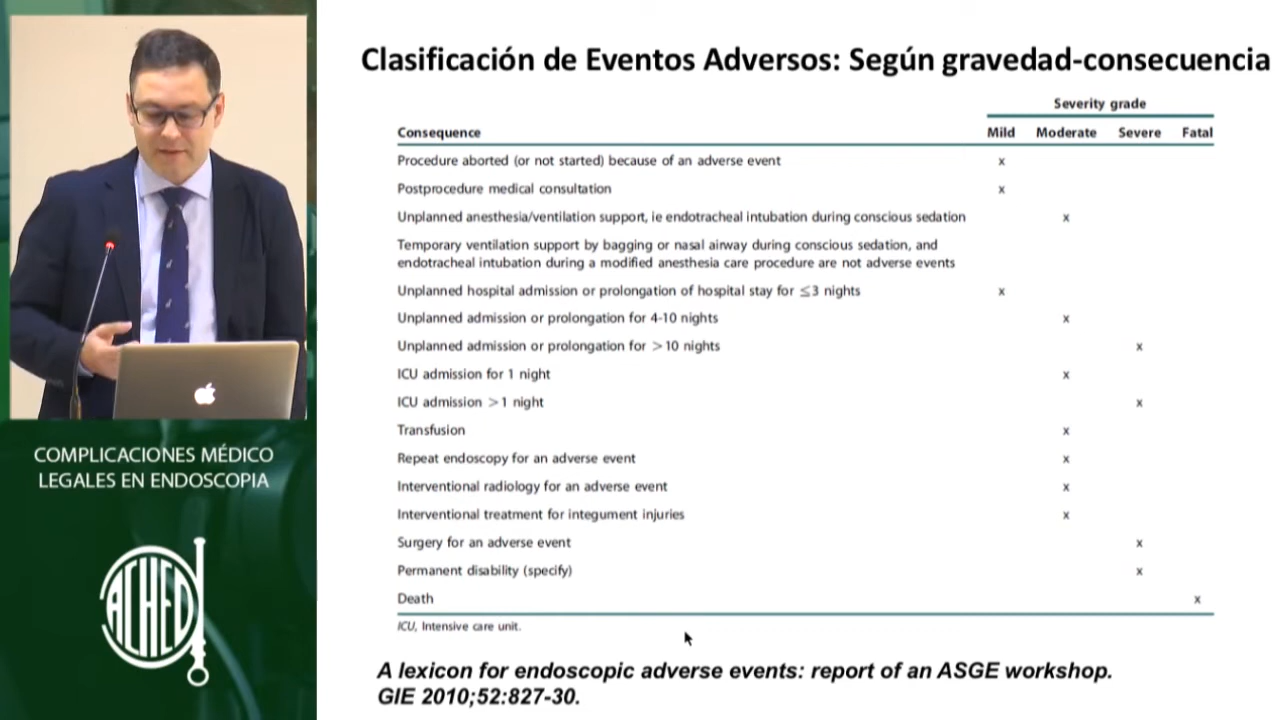 Clasificación de Eventos Adversos: Según gravedad-consecuencia
Severity grade
Consequence Mild Moderate Severe Fatal
Procedure aborted (or not started) because of an adverse event x
Postprocedure medical consultation x
Unplanned anesthesia/ventilation support, ie endotracheal intubation during conscious sedation x
Temporary ventilation support by bagging or nasal airway during conscious sedation, and
endotracheal intubation during a modified anesthesia care procedure are not adverse events
Unplanned hospital admission or prolongation of hospital stay for ≤3 nights x
Unplanned admission or prolongation for 4-10 nights x
Unplanned admission or prolongation for >10 nights x
ICU admission for 1 night x
ICU admission >1 night x
Transfusion x
Repeat endoscopy for an adverse event x
Interventional radiology for an adverse event x
Interventional treatment for integument injuries x
Surgery for an adverse event x
Permanent disability (specify) x
Death x
ICU, Intensive care unit.
A lexicon for endoscopic adverse events: report of an ASGE workshop.
GIE 2010;52:827-30.
COMPLICACIONES MÉDICO
LEGALES EN ENDOSCOPIA
ACHED